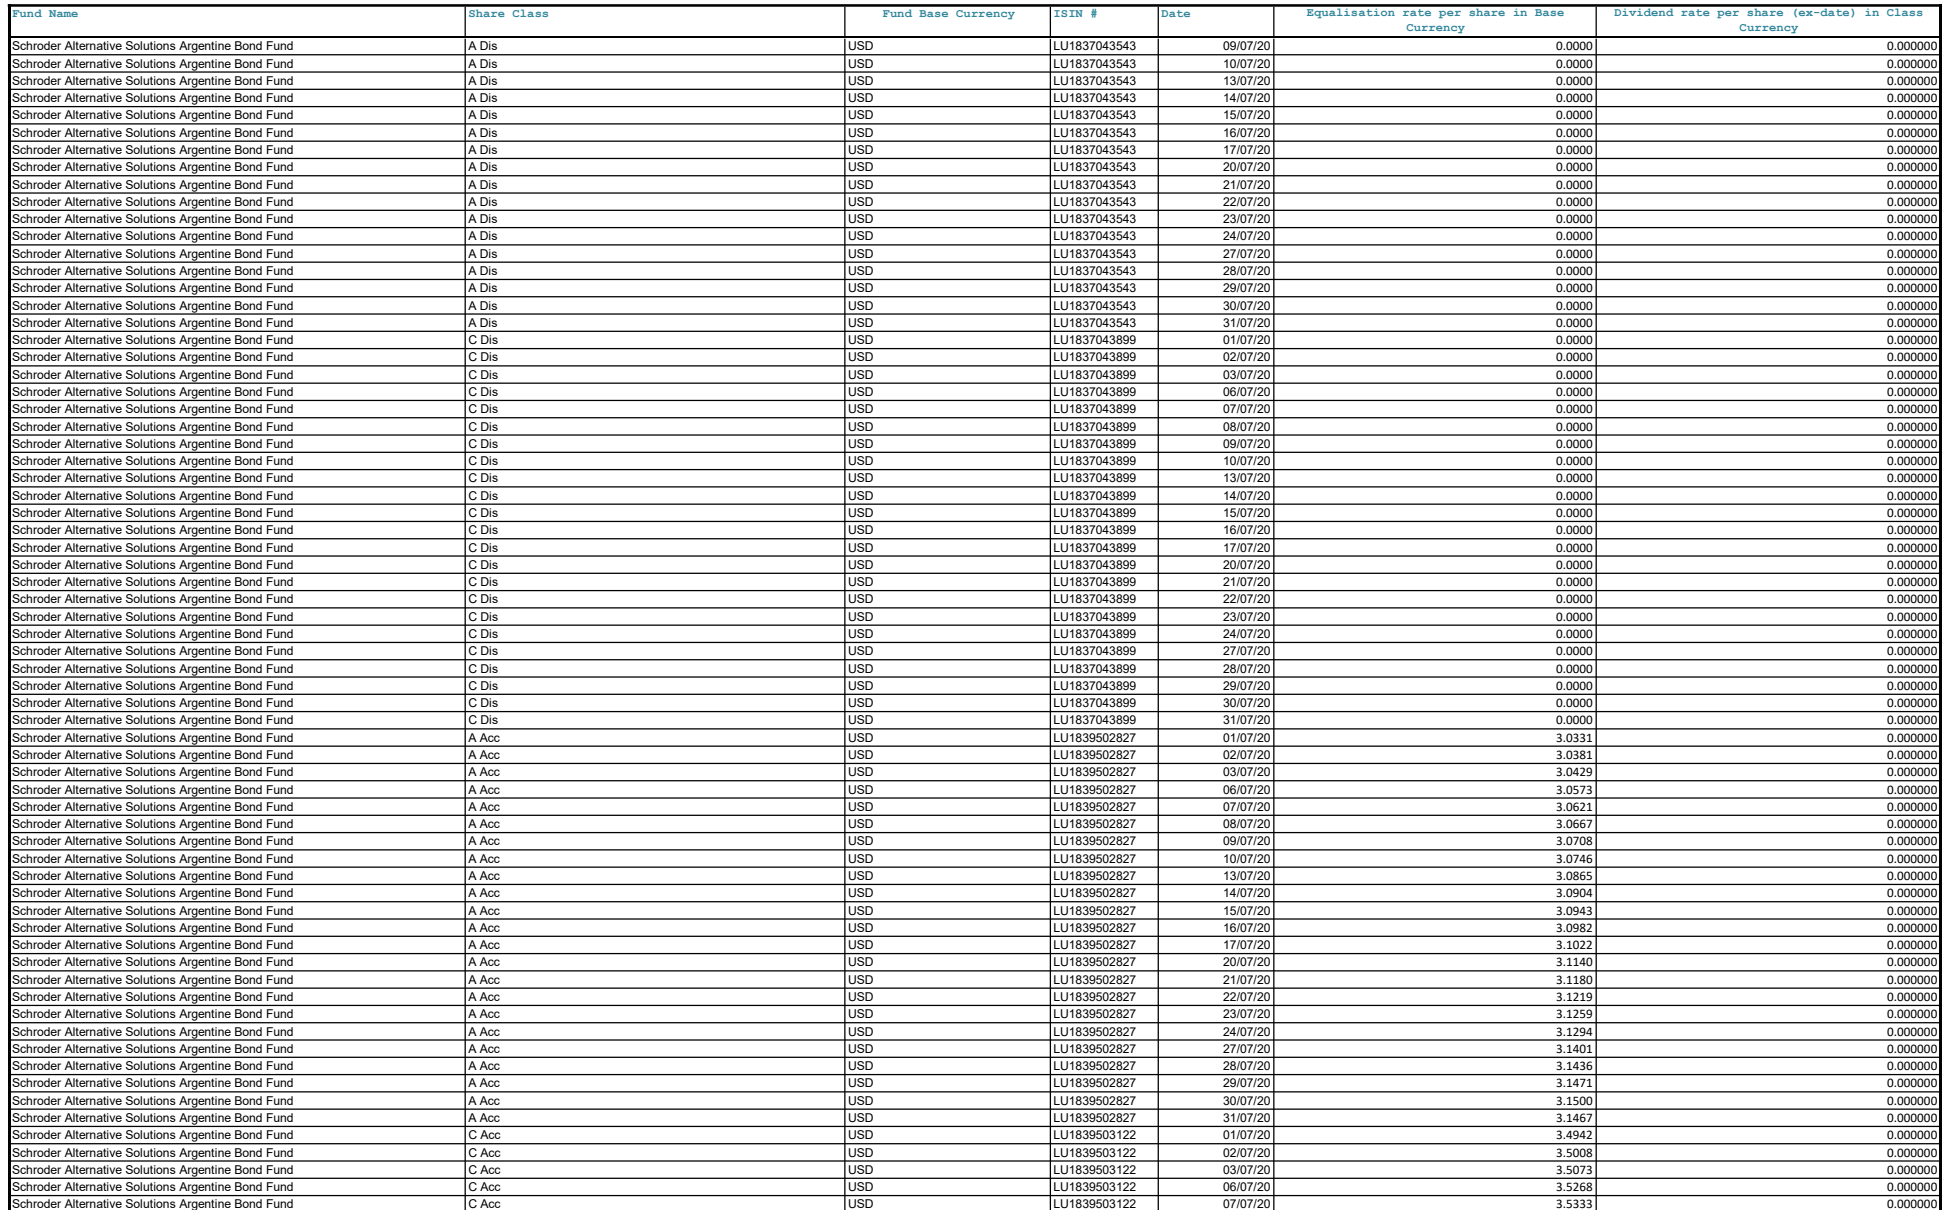 Fund Name Share Class Fund Base Currency ISIN # Date Equalisation rate per share in Base Currency Dividend rate per share (ex-date) in Class Currency
Schroder Alternative Solutions Argentine Bond Fund A Dis USD LU1837043543 09/07/20 0.0000 0.000000
Schroder Alternative Solutions Argentine Bond Fund A Dis USD LU1837043543 10/07/20 0.0000 0.000000
Schroder Alternative Solutions Argentine Bond Fund A Dis USD LU1837043543 13/07/20 0.0000 0.000000
Schroder Alternative Solutions Argentine Bond Fund A Dis USD LU1837043543 14/07/20 0.0000 0.000000
Schroder Alternative Solutions Argentine Bond Fund A Dis USD LU1837043543 15/07/20 0.0000 0.000000
Schroder Alternative Solutions Argentine Bond Fund A Dis USD LU1837043543 16/07/20 0.0000 0.000000
Schroder Alternative Solutions Argentine Bond Fund A Dis USD LU1837043543 17/07/20 0.0000 0.000000
Schroder Alternative Solutions Argentine Bond Fund A Dis USD LU1837043543 20/07/20 0.0000 0.000000
Schroder Alternative Solutions Argentine Bond Fund A Dis USD LU1837043543 21/07/20 0.0000 0.000000
Schroder Alternative Solutions Argentine Bond Fund A Dis USD LU1837043543 22/07/20 0.0000 0.000000
Schroder Alternative Solutions Argentine Bond Fund A Dis USD LU1837043543 23/07/20 0.0000 0.000000
Schroder Alternative Solutions Argentine Bond Fund A Dis USD LU1837043543 24/07/20 0.0000 0.000000
Schroder Alternative Solutions Argentine Bond Fund A Dis USD LU1837043543 27/07/20 0.0000 0.000000
Schroder Alternative Solutions Argentine Bond Fund A Dis USD LU1837043543 28/07/20 0.0000 0.000000
Schroder Alternative Solutions Argentine Bond Fund A Dis USD LU1837043543 29/07/20 0.0000 0.000000
Schroder Alternative Solutions Argentine Bond Fund A Dis USD LU1837043543 30/07/20 0.0000 0.000000
Schroder Alternative Solutions Argentine Bond Fund A Dis USD LU1837043543 31/07/20 0.0000 0.000000
Schroder Alternative Solutions Argentine Bond Fund C Dis USD LU1837043899 01/07/20 0.0000 0.000000
Schroder Alternative Solutions Argentine Bond Fund C Dis USD LU1837043899 02/07/20 0.0000 0.000000
Schroder Alternative Solutions Argentine Bond Fund C Dis USD LU1837043899 03/07/20 0.0000 0.000000
Schroder Alternative Solutions Argentine Bond Fund C Dis USD LU1837043899 06/07/20 0.0000 0.000000
Schroder Alternative Solutions Argentine Bond Fund C Dis USD LU1837043899 07/07/20 0.0000 0.000000
Schroder Alternative Solutions Argentine Bond Fund C Dis USD LU1837043899 08/07/20 0.0000 0.000000
Schroder Alternative Solutions Argentine Bond Fund C Dis USD LU1837043899 09/07/20 0.0000 0.000000
Schroder Alternative Solutions Argentine Bond Fund C Dis USD LU1837043899 10/07/20 0.0000 0.000000
Schroder Alternative Solutions Argentine Bond Fund C Dis USD LU1837043899 13/07/20 0.0000 0.000000
Schroder Alternative Solutions Argentine Bond Fund C Dis USD LU1837043899 14/07/20 0.0000 0.000000
Schroder Alternative Solutions Argentine Bond Fund C Dis USD LU1837043899 15/07/20 0.0000 0.000000
Schroder Alternative Solutions Argentine Bond Fund C Dis USD LU1837043899 16/07/20 0.0000 0.000000
Schroder Alternative Solutions Argentine Bond Fund C Dis USD LU1837043899 17/07/20 0.0000 0.000000
Schroder Alternative Solutions Argentine Bond Fund C Dis USD LU1837043899 20/07/20 0.0000 0.000000
Schroder Alternative Solutions Argentine Bond Fund C Dis USD LU1837043899 21/07/20 0.0000 0.000000
Schroder Alternative Solutions Argentine Bond Fund C Dis USD LU1837043899 22/07/20 0.0000 0.000000
Schroder Alternative Solutions Argentine Bond Fund C Dis USD LU1837043899 23/07/20 0.0000 0.000000
Schroder Alternative Solutions Argentine Bond Fund C Dis USD LU1837043899 24/07/20 0.0000 0.000000
Schroder Alternative Solutions Argentine Bond Fund C Dis USD LU1837043899 27/07/20 0.0000 0.000000
Schroder Alternative Solutions Argentine Bond Fund C Dis USD LU1837043899 28/07/20 0.0000 0.000000
Schroder Alternative Solutions Argentine Bond Fund C Dis USD LU1837043899 29/07/20 0.0000 0.000000
Schroder Alternative Solutions Argentine Bond Fund C Dis USD LU1837043899 30/07/20 0.0000 0.000000
Schroder Alternative Solutions Argentine Bond Fund C Dis USD LU1837043899 31/07/20 0.0000 0.000000
Schroder Alternative Solutions Argentine Bond Fund A Acc USD LU1839502827 01/07/20 3.0331 0.000000
Schroder Alternative Solutions Argentine Bond Fund A Acc USD LU1839502827 02/07/20 3.0381 0.000000
Schroder Alternative Solutions Argentine Bond Fund A Acc USD LU1839502827 03/07/20 3.0429 0.000000
Schroder Alternative Solutions Argentine Bond Fund A Acc USD LU1839502827 06/07/20 3.0573 0.000000
Schroder Alternative Solutions Argentine Bond Fund A Acc USD LU1839502827 07/07/20 3.0621 0.000000
Schroder Alternative Solutions Argentine Bond Fund A Acc USD LU1839502827 08/07/20 3.0667 0.000000
Schroder Alternative Solutions Argentine Bond Fund A Acc USD LU1839502827 09/07/20 3.0708 0.000000
Schroder Alternative Solutions Argentine Bond Fund A Acc USD LU1839502827 10/07/20 3.0746 0.000000
Schroder Alternative Solutions Argentine Bond Fund A Acc USD LU1839502827 13/07/20 3.0865 0.000000
Schroder Alternative Solutions Argentine Bond Fund A Acc USD LU1839502827 14/07/20 3.0904 0.000000
Schroder Alternative Solutions Argentine Bond Fund A Acc USD LU1839502827 15/07/20 3.0943 0.000000
Schroder Alternative Solutions Argentine Bond Fund A Acc USD LU1839502827 16/07/20 3.0982 0.000000
Schroder Alternative Solutions Argentine Bond Fund A Acc USD LU1839502827 17/07/20 3.1022 0.000000
Schroder Alternative Solutions Argentine Bond Fund A Acc USD LU1839502827 20/07/20 3.1140 0.000000
Schroder Alternative Solutions Argentine Bond Fund A Acc USD LU1839502827 21/07/20 3.1180 0.000000
Schroder Alternative Solutions Argentine Bond Fund A Acc USD LU1839502827 22/07/20 3.1219 0.000000
Schroder Alternative Solutions Argentine Bond Fund A Acc USD LU1839502827 23/07/20 3.1259 0.000000
Schroder Alternative Solutions Argentine Bond Fund A Acc USD LU1839502827 24/07/20 3.1294 0.000000
Schroder Alternative Solutions Argentine Bond Fund A Acc USD LU1839502827 27/07/20 3.1401 0.000000
Schroder Alternative Solutions Argentine Bond Fund A Acc USD LU1839502827 28/07/20 3.1436 0.000000
Schroder Alternative Solutions Argentine Bond Fund A Acc USD LU1839502827 29/07/20 3.1471 0.000000
Schroder Alternative Solutions Argentine Bond Fund A Acc USD LU1839502827 30/07/20 3.1500 0.000000
Schroder Alternative Solutions Argentine Bond Fund A Acc USD LU1839502827 31/07/20 3.1467 0.000000
Schroder Alternative Solutions Argentine Bond Fund C Acc USD LU1839503122 01/07/20 3.4942 0.000000
Schroder Alternative Solutions Argentine Bond Fund C Acc USD LU1839503122 02/07/20 3.5008 0.000000
Schroder Alternative Solutions Argentine Bond Fund C Acc USD LU1839503122 03/07/20 3.5073 0.000000
Schroder Alternative Solutions Argentine Bond Fund C Acc USD LU1839503122 06/07/20 3.5268 0.000000
Schroder Alternative Solutions Argentine Bond Fund C Acc USD LU1839503122 07/07/20 3.5333 0.000000